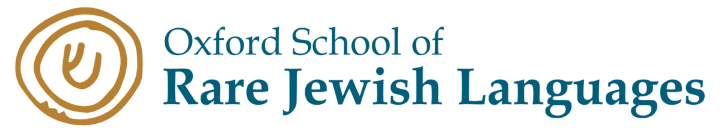 ש
Oxford School of
Rare Jewish Languages